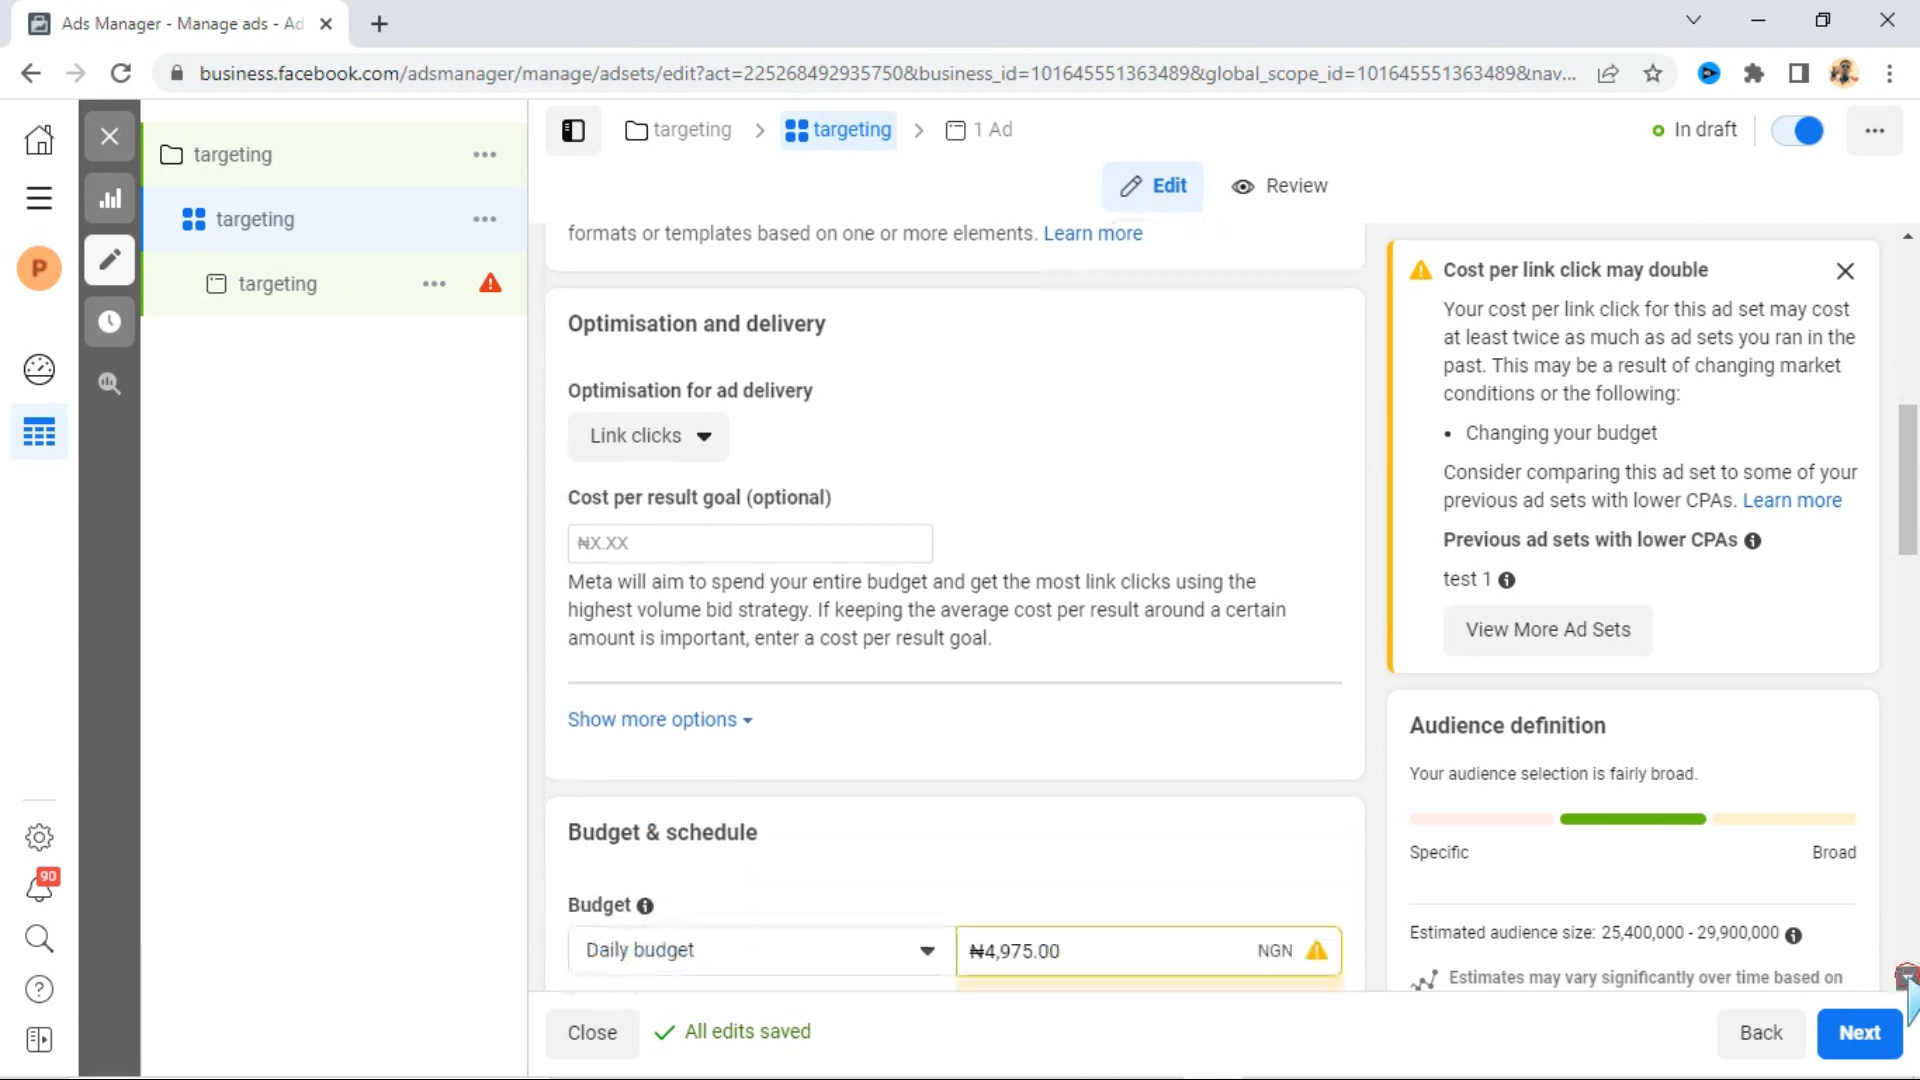 Ads Manager - Manage ads - Ad
business.facebook.com/adsmanager/manage/adsets/edit?act=225268492935750&business_id=101645551363489&global_scope_id=101645551363489&nav...
P
90
targeting
targeting
targeting
targeting
targeting
1 Ad
In draft
Edit
Review
formats or templates based on one or more elements. Learn more
Optimisation and delivery
Optimisation for ad delivery
Link clicks
Cost per result goal (optional)
₦X.XX
Meta will aim to spend your entire budget and get the most link clicks using the
highest volume bid strategy. If keeping the average cost per result around a certain
amount is important, enter a cost per result goal.
Show more options
Budget & schedule
Budget
Daily budget
₦4,975.00
NGN
Cost per link click may double
Your cost per link click for this ad set may cost
at least twice as much as ad sets you ran in the
past. This may be a result of changing market
conditions or the following:
• Changing your budget
Consider comparing this ad set to some of your
previous ad sets with lower CPAs. Learn more
Previous ad sets with lower CPAs
test 1
View More Ad Sets
Audience definition
Your audience selection is fairly broad.
Specific
Broad
Estimated audience size: 25,400,000 - 29,900,000
Estimates may vary significantly over time based on
Close
All edits saved
Back
Next